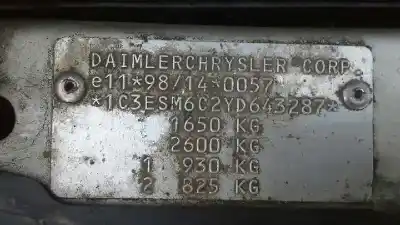 DAIMLERCHRYSLER CORP.
e11*98/14*0057
*1C3ESM6C2YD643287*
1650 KG
2600 KG
1 930 KG
2 825 KG